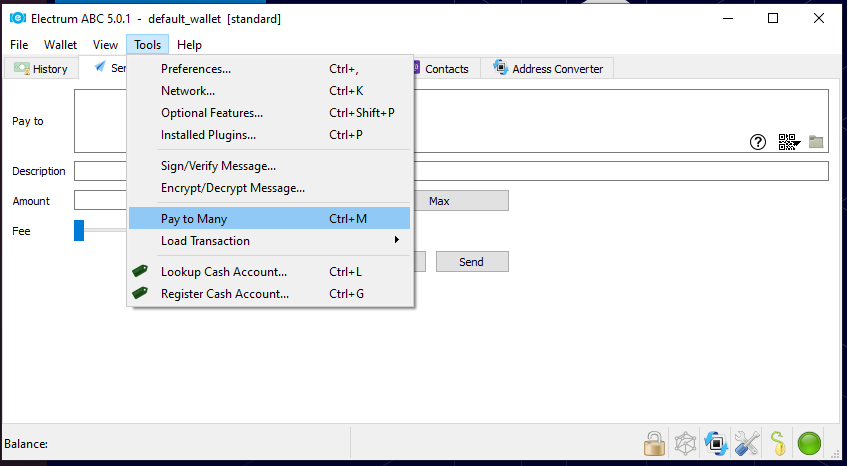 Electrum ABC 5.0.1 - default_wallet [standard]
File Wallet View Tools Help
History Contacts Address Converter
Preferences... Ctrl+,
Network... Ctrl+K
Optional Features... Ctrl+Shift+P
Installed Plugins... Ctrl+P
Pay to
Sign/Verify Message...
Description
Encrypt/Decrypt Message...
Amount Max
Pay to Many Ctrl+M
Fee
Load Transaction
Send
Lookup Cash Account... Ctrl+L
Register Cash Account... Ctrl+G
Balance: